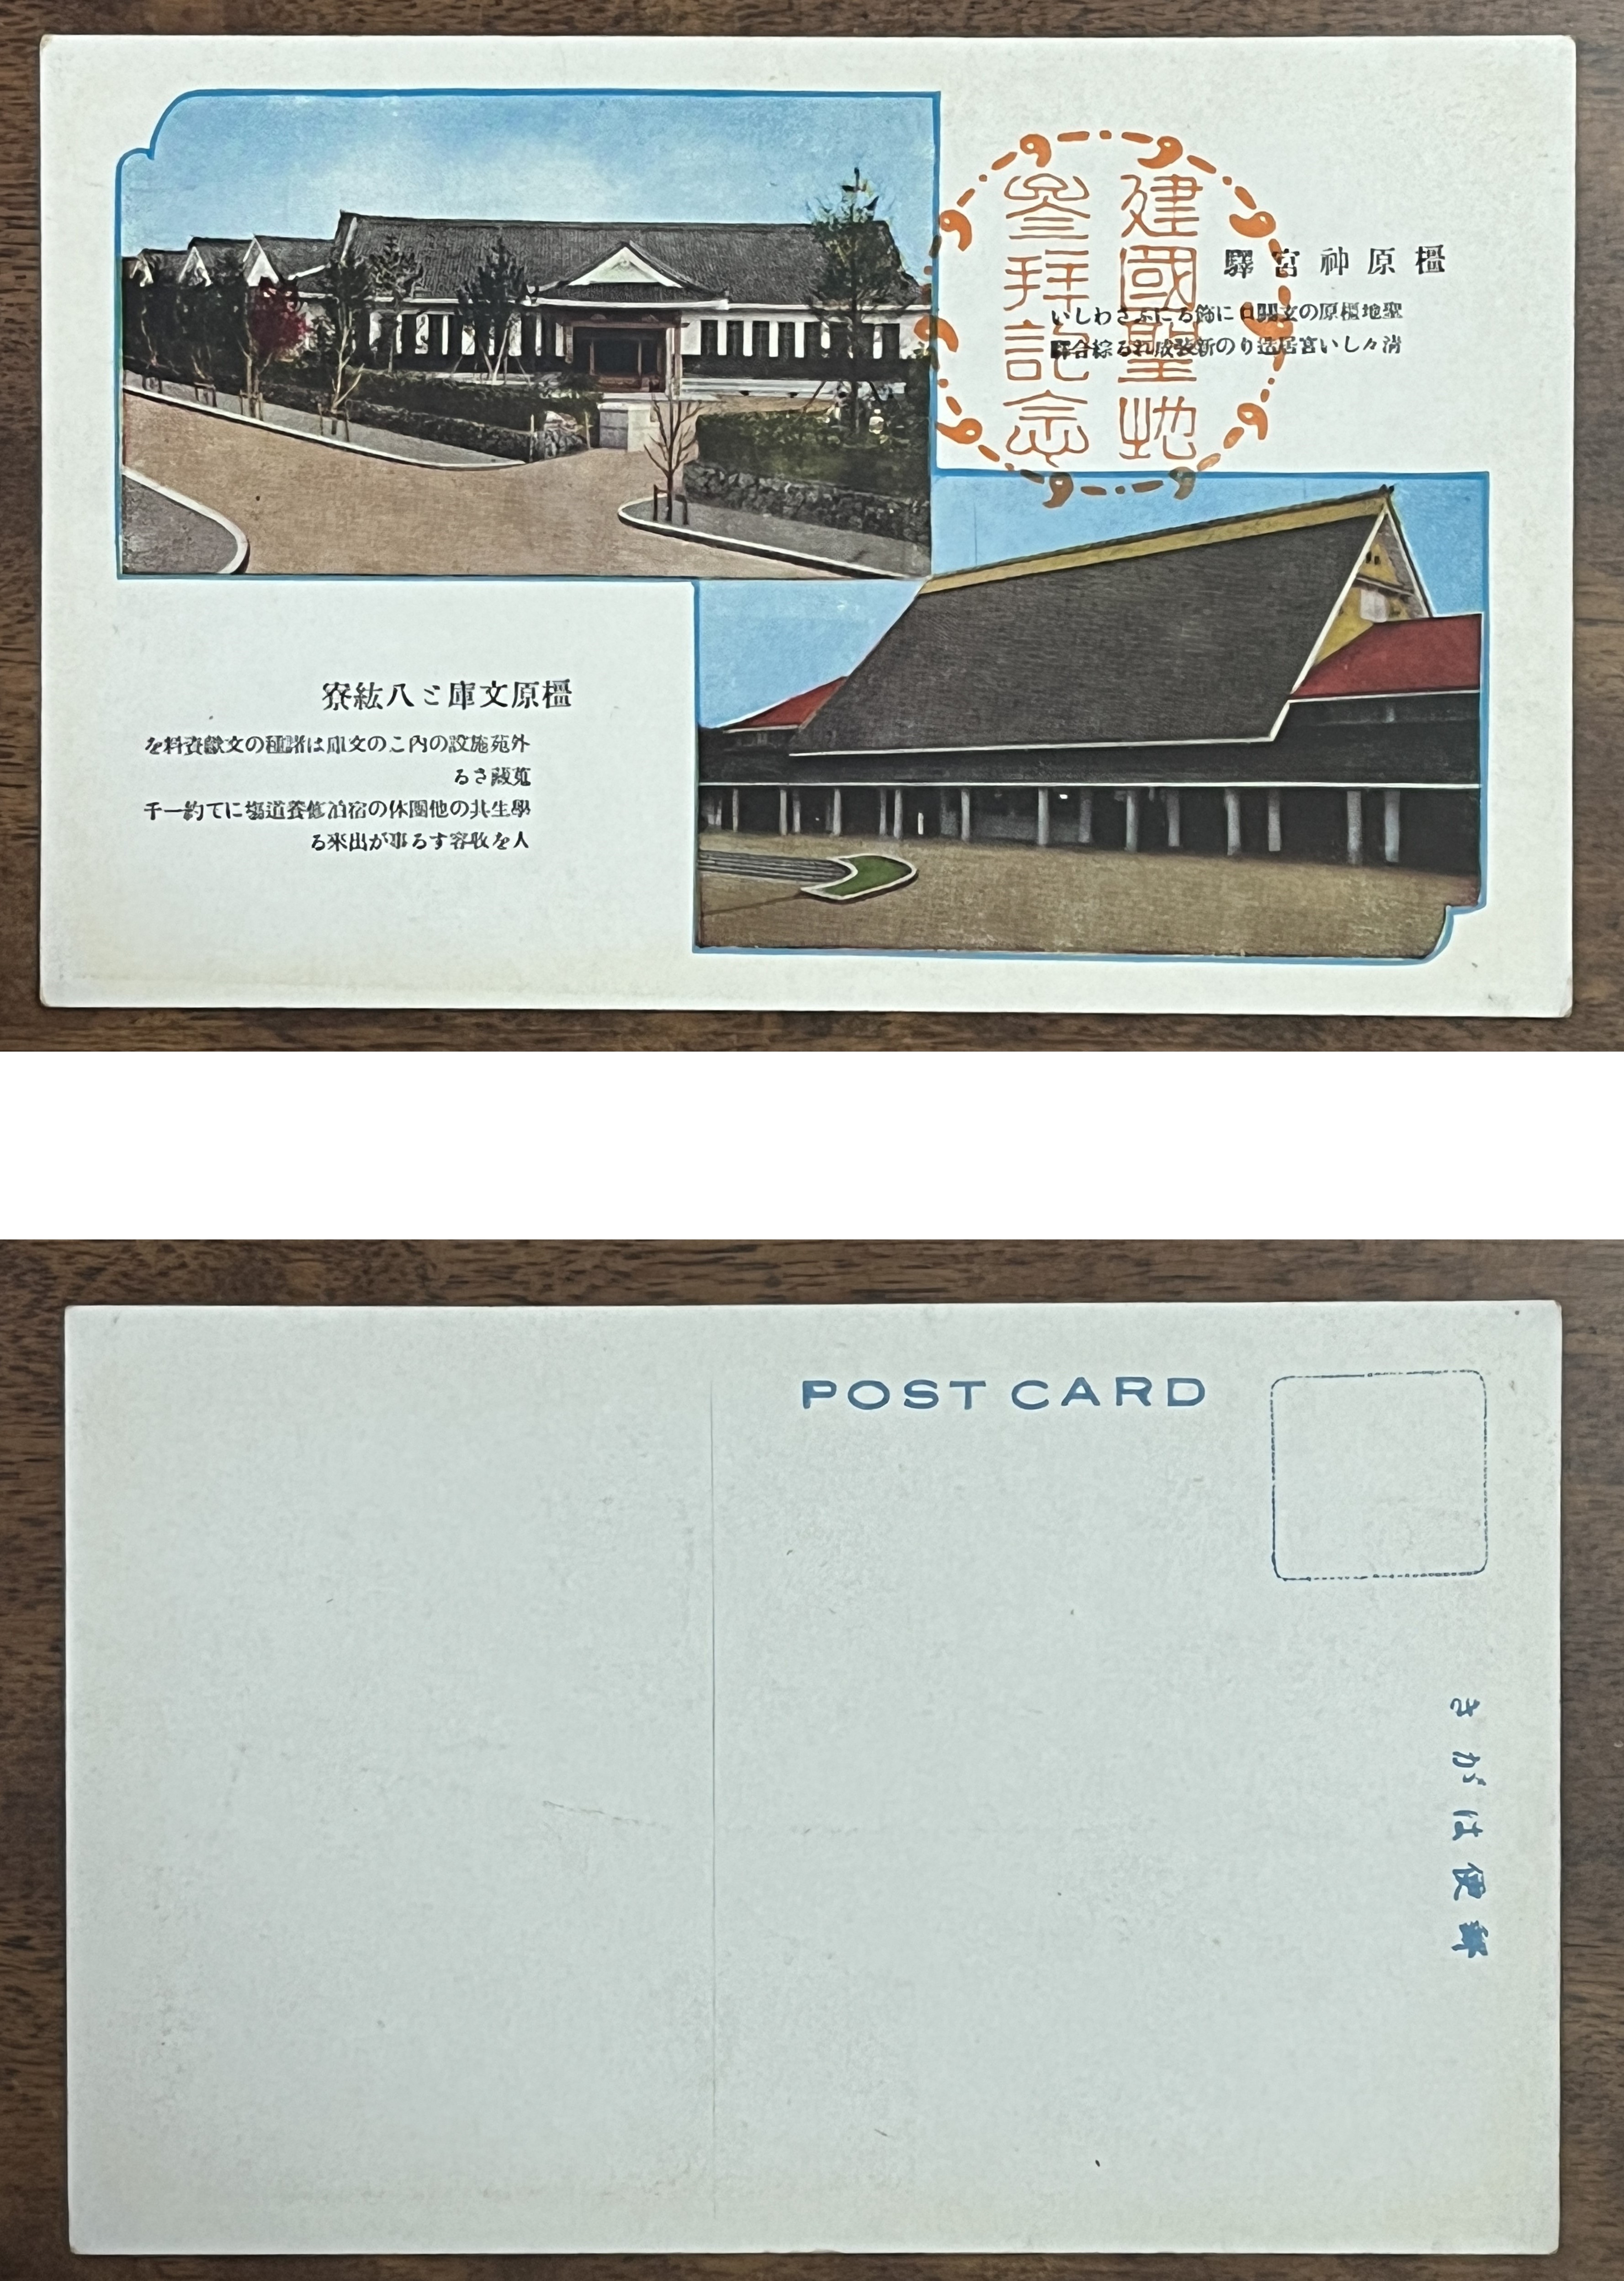 橿原神宮驛
聖地橿原の玄關口に飾るにふさわしい
清々しい宮居造りの新裝成れる綜合驛
建國聖地
參拜記念
橿原文庫と八紘寮
外苑施設の内この文庫は諸種の文獻資料を
蒐藏さる
學生其の他團体の宿泊修養道場にて約一千
人を收容する事が出來る
POST CARD
郵便はがき